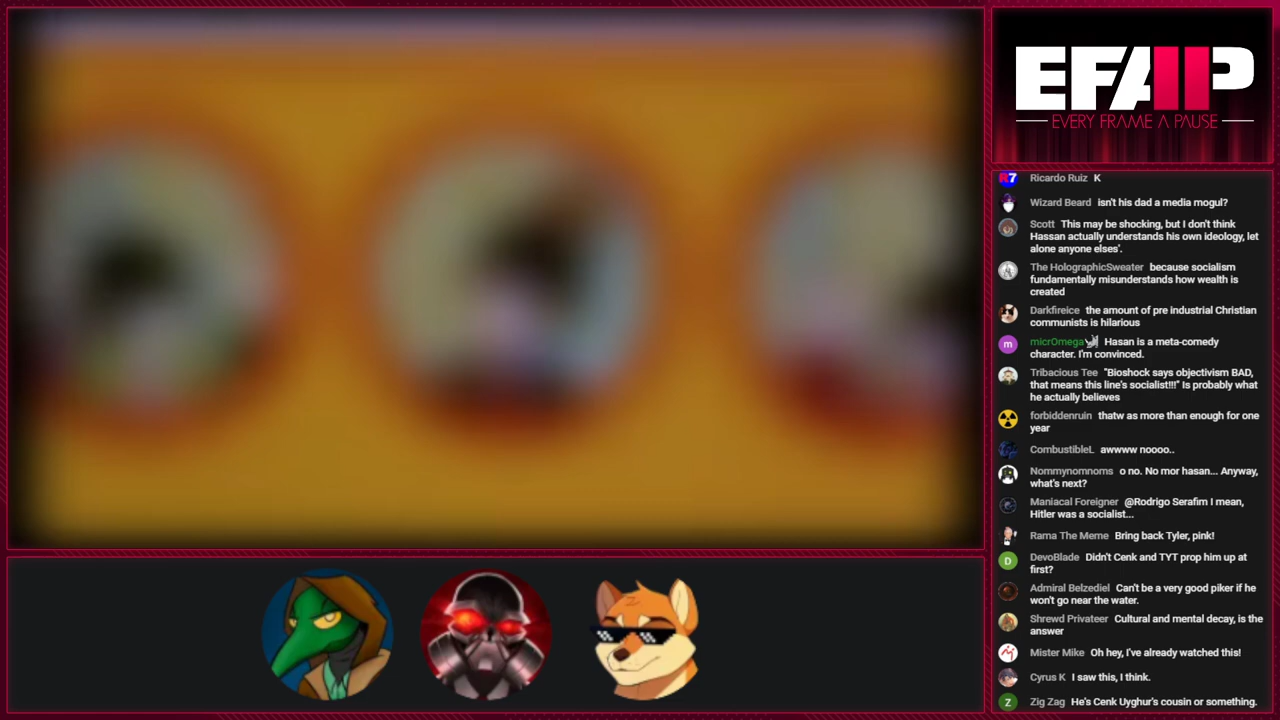 EFAP
EVERY FRAME A PAUSE
Ricardo Ruiz K
Wizard Beard isn't his dad a media mogul?
Scott This may be shocking, but I don't think
Hassan actually understands his own ideology, let
alone anyone elses'.
The HolographicSweater because socialism
fundamentally misunderstands how wealth is
created
Darkfireice the amount of pre industrial Christian
communists is hilarious
micrOmega Hasan is a meta-comedy
character. I'm convinced.
Tribacious Tee "Bioshock says objectivism BAD,
that means this line's socialist!!!" Is probably what
he actually believes
forbiddenruin thatw as more than enough for one
year
CombustibleL awwww noooo..
Nommynomnoms o no. No mor hasan... Anyway,
what's next?
Maniacal Foreigner @Rodrigo Serafim I mean,
Hitler was a socialist...
Rama The Meme Bring back Tyler, pink!
DevoBlade Didn't Cenk and TYT prop him up at
first?
Admiral Belzediel Can't be a very good piker if he
won't go near the water.
Shrewd Privateer Cultural and mental decay, is the
answer
Mister Mike Oh hey, I've already watched this!
Cyrus K I saw this, I think.
Zig Zag He's Cenk Uyghur's cousin or something.